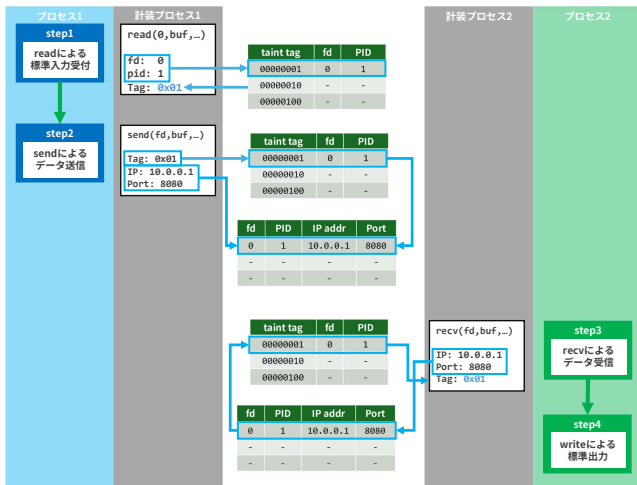 プロセス1
計装プロセス1
計装プロセス2
プロセス2
step1
readによる
標準入力受付
read(0,buf,…)
fd: 0
pid: 1
Tag: 0x01
taint tag fd PID
00000001 0 1
00000010 - -
00000100 - -
step2
sendによる
データ送信
send(fd,buf,…)
Tag: 0x01
IP: 10.0.0.1
Port: 8080
taint tag fd PID
00000001 0 1
00000010 - -
00000100 - -
fd PID IP addr Port
0 1 10.0.0.1 8080
- - - -
- - - -
taint tag fd PID
00000001 0 1
00000010 - -
00000100 - -
fd PID IP addr Port
0 1 10.0.0.1 8080
- - - -
- - - -
recv(fd,buf,…)
IP: 10.0.0.1
Port: 8080
Tag: 0x01
step3
recvによる
データ受信
step4
writeによる
標準出力